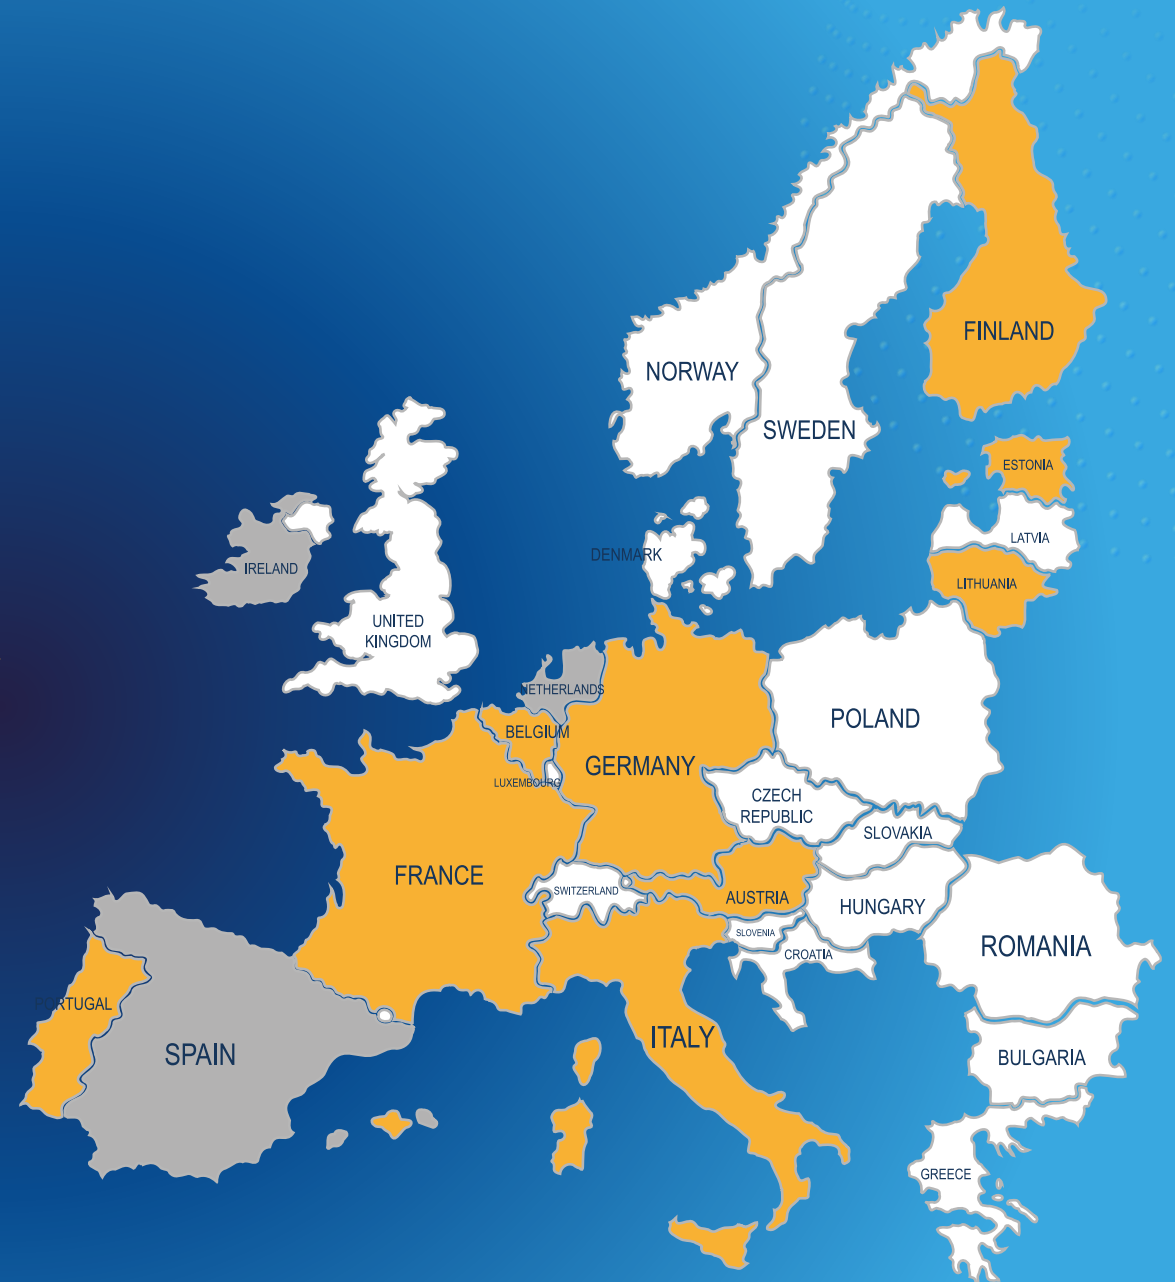 FINLAND
NORWAY
SWEDEN
ESTONIA
LATVIA
DENMARK
IRELAND
LITHUANIA
UNITED
KINGDOM
NETHERLANDS
POLAND
BELGIUM
GERMANY
LUXEMBOURG
CZECH
REPUBLIC
SLOVAKIA
FRANCE
SWITZERLAND
AUSTRIA
HUNGARY
SLOVENIA
ROMANIA
CROATIA
PORTUGAL
ITALY
SPAIN
BULGARIA
GREECE